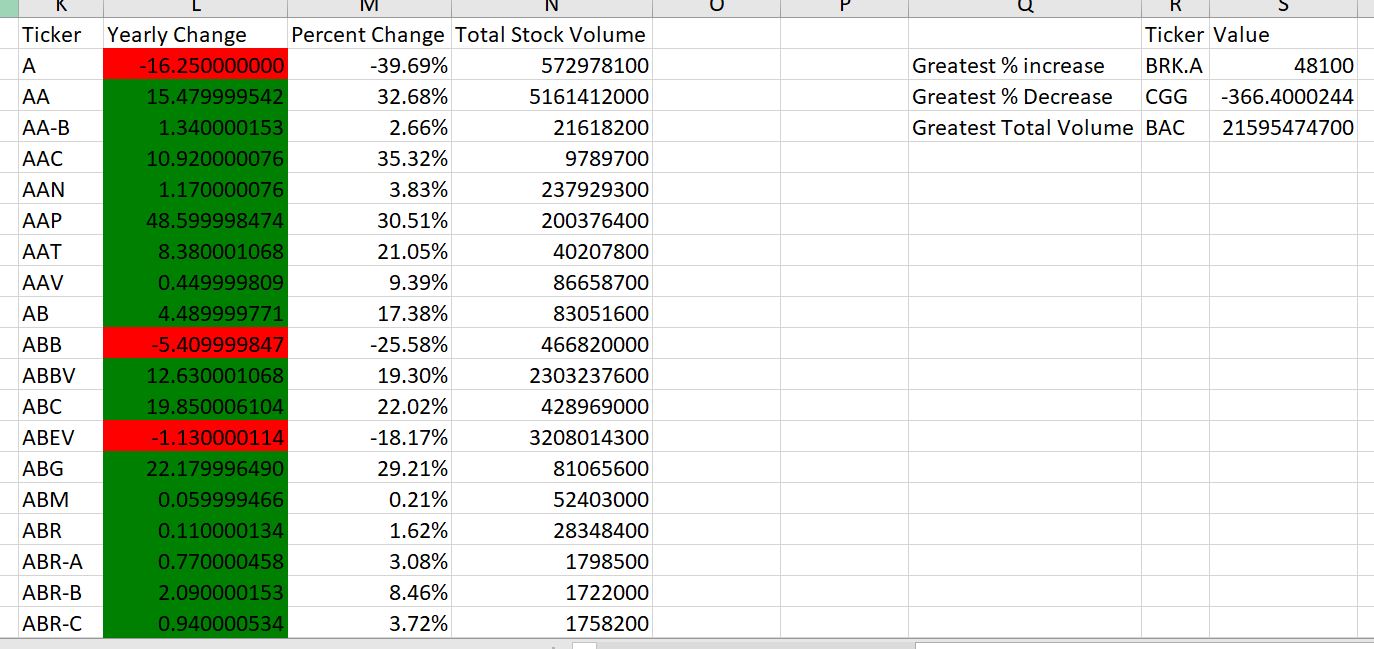 K L M N O P Q R S
Ticker Yearly Change Percent Change Total Stock Volume Ticker Value
A -16.250000000 -39.69% 572978100 Greatest % increase BRK.A 48100
AA 15.479999542 32.68% 5161412000 Greatest % Decrease CGG -366.4000244
AA-B 1.340000153 2.66% 21618200 Greatest Total Volume BAC 21595474700
AAC 10.920000076 35.32% 9789700
AAN 1.170000076 3.83% 237929300
AAP 48.599998474 30.51% 200376400
AAT 8.380001068 21.05% 40207800
AAV 0.449999809 9.39% 86658700
AB 4.489999771 17.38% 83051600
ABB -5.409999847 -25.58% 466820000
ABBV 12.630001068 19.30% 2303237600
ABC 19.850006104 22.02% 428969000
ABEV -1.130000114 -18.17% 3208014300
ABG 22.179996490 29.21% 81065600
ABM 0.059999466 0.21% 52403000
ABR 0.110000134 1.62% 28348400
ABR-A 0.770000458 3.08% 1798500
ABR-B 2.090000153 8.46% 1722000
ABR-C 0.940000534 3.72% 1758200